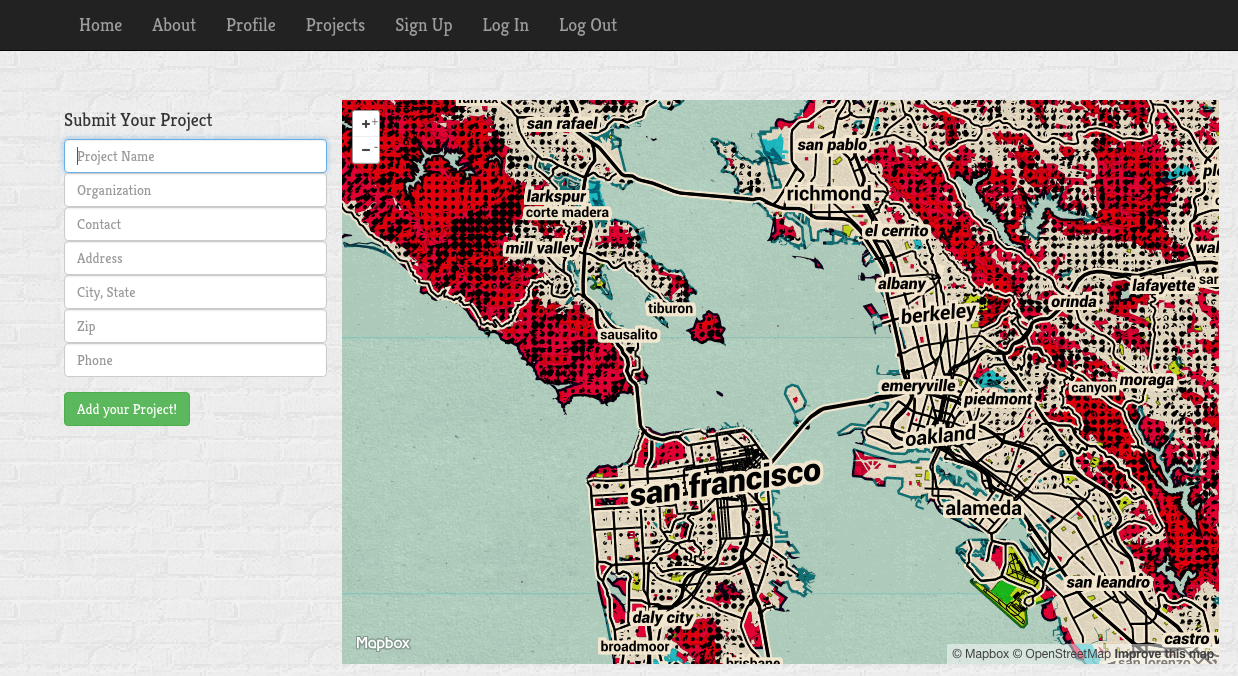 Home About Profile Projects Sign Up Log In Log Out
Submit Your Project
Project Name
Organization
Contact
Address
City, State
Zip
Phone
Add your Project!
+
−
san rafael
san pablo
richmond
larkspur
corte madera
el cerrito
mill valley
albany
lafayette
orinda
tiburon
berkeley
sausalito
emeryville
moraga
canyon
piedmont
oakland
san francisco
alameda
san leandro
daly city
castro v
broadmoor
brisbane
san lorenzo
Mapbox
© Mapbox © OpenStreetMap Improve this map